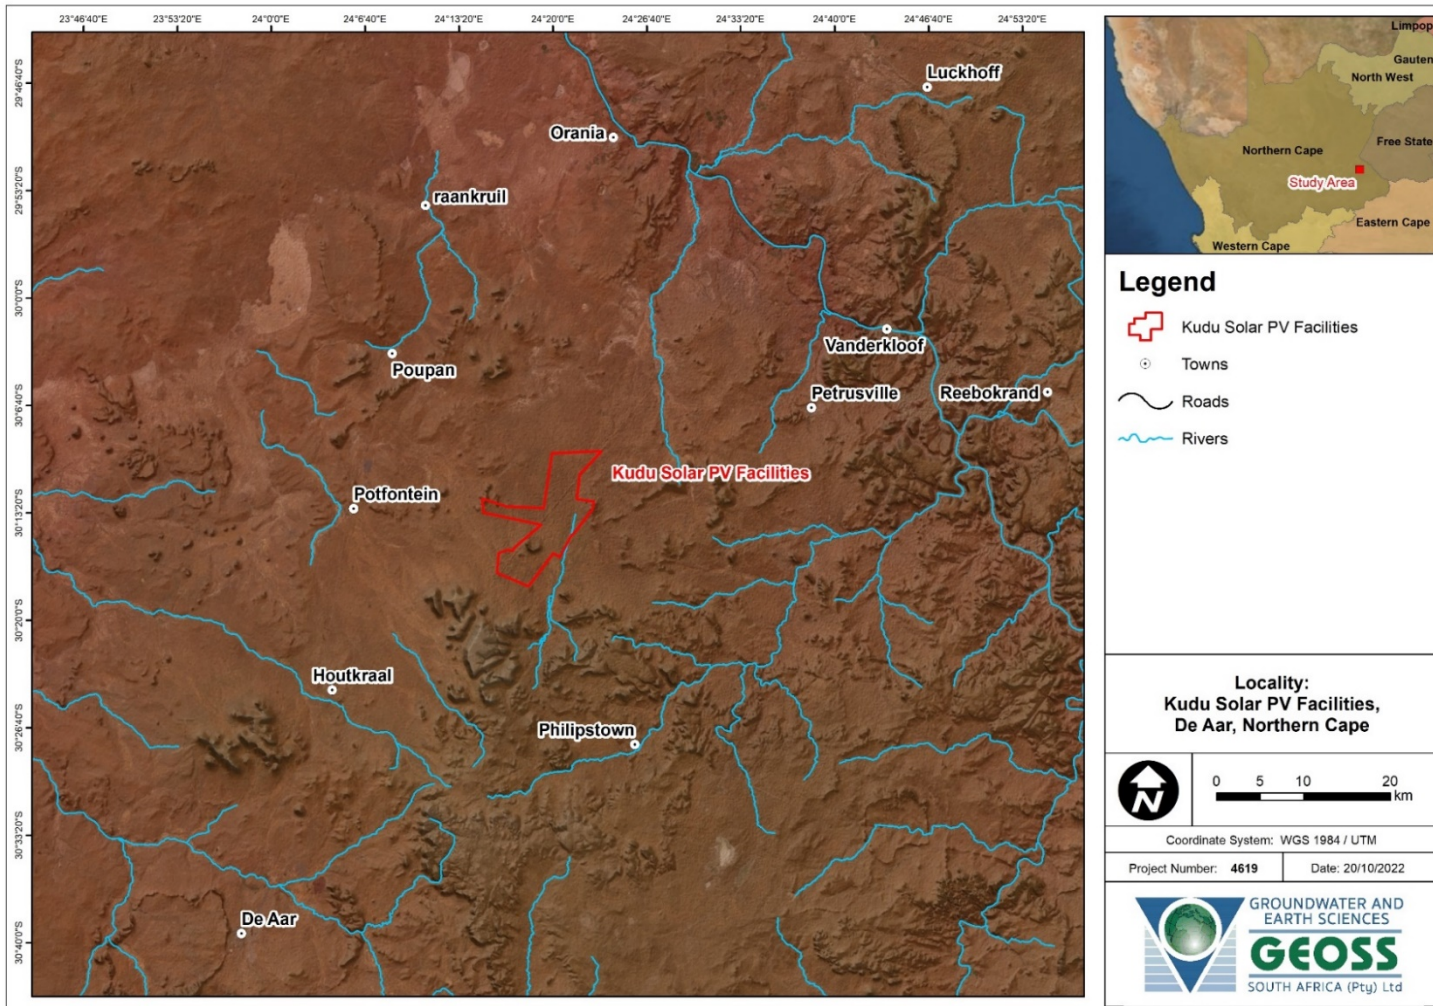 23°46'40"E 23°53'20"E 24°0'0"E 24°6'40"E 24°13'20"E 24°20'0"E 24°26'40"E 24°33'20"E 24°40'0"E 24°46'40"E 24°53'20"E
29°46'40"S
29°53'20"S
30°0'0"S
30°6'40"S
30°13'20"S
30°20'0"S
30°26'40"S
30°33'20"S
30°40'0"S
Luckhoff
Orania
raankruil
Poupan
Vanderkloof
Petrusville
Reebokrand
Kudu Solar PV Facilities
Potfontein
Houtkraal
Philipstown
De Aar
Limpop
Gauten
North West
Free State
Northern Cape
Study Area
Eastern Cape
Western Cape
Legend
Kudu Solar PV Facilities
Towns
Roads
Rivers
Locality:
Kudu Solar PV Facilities,
De Aar, Northern Cape
N
0 5 10 20
km
Coordinate System: WGS 1984 / UTM
Project Number: 4619 Date: 20/10/2022
GROUNDWATER AND
EARTH SCIENCES
GEOSS
SOUTH AFRICA (Pty) Ltd